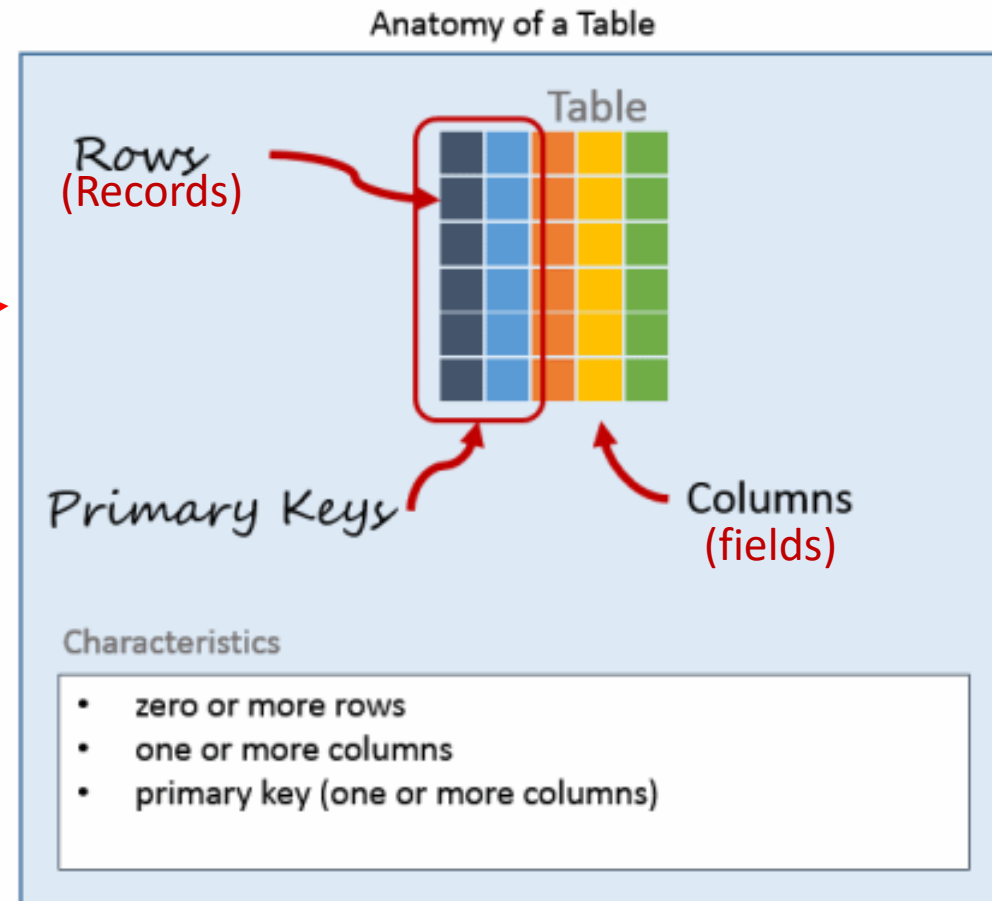 Anatomy of a Table
Table
Rows
(Records)
Primary Keys
Columns
(fields)
Characteristics
• zero or more rows
• one or more columns
• primary key (one or more columns)